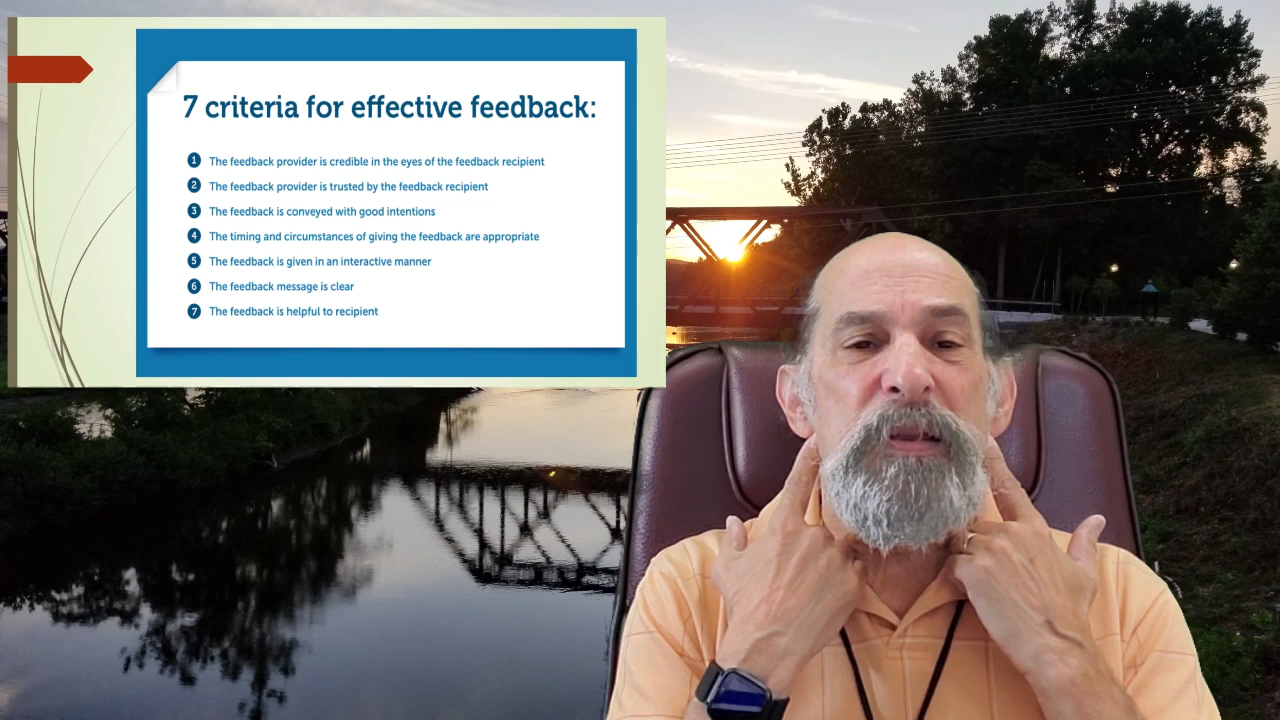 7 criteria for effective feedback:
1 The feedback provider is credible in the eyes of the feedback recipient
2 The feedback provider is trusted by the feedback recipient
3 The feedback is conveyed with good intentions
4 The timing and circumstances of giving the feedback are appropriate
5 The feedback is given in an interactive manner
6 The feedback message is clear
7 The feedback is helpful to recipient